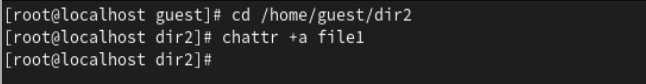 [root@localhost guest]# cd /home/guest/dir2
[root@localhost dir2]# chattr +a file1
[root@localhost dir2]#